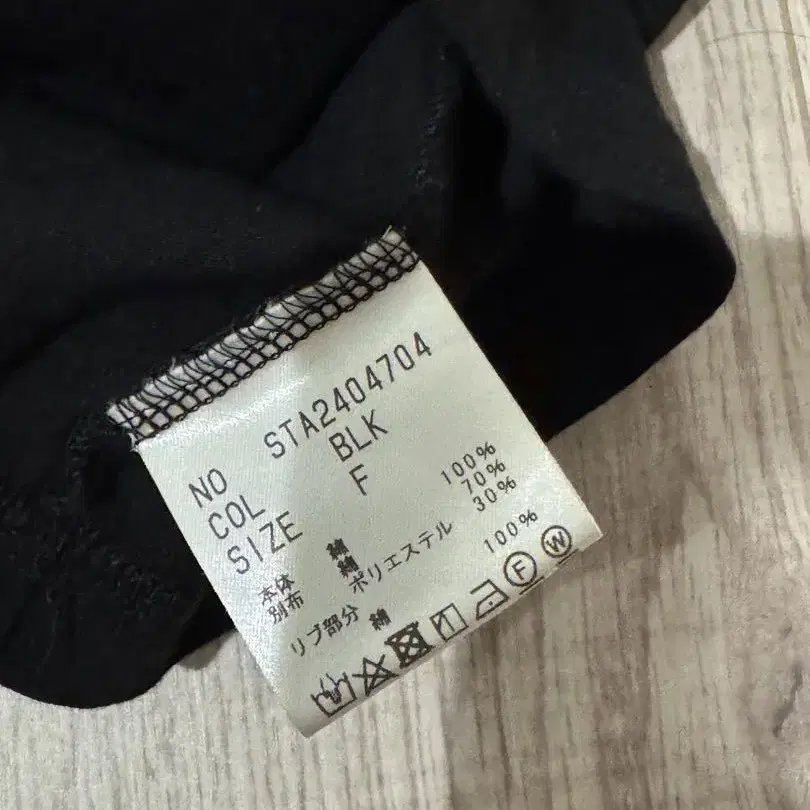 NO STA2404704
COL BLK
SIZE F
本体 綿 100%
別布 綿 70%
ポリエステル 30%
リブ部分 綿 100%
F W